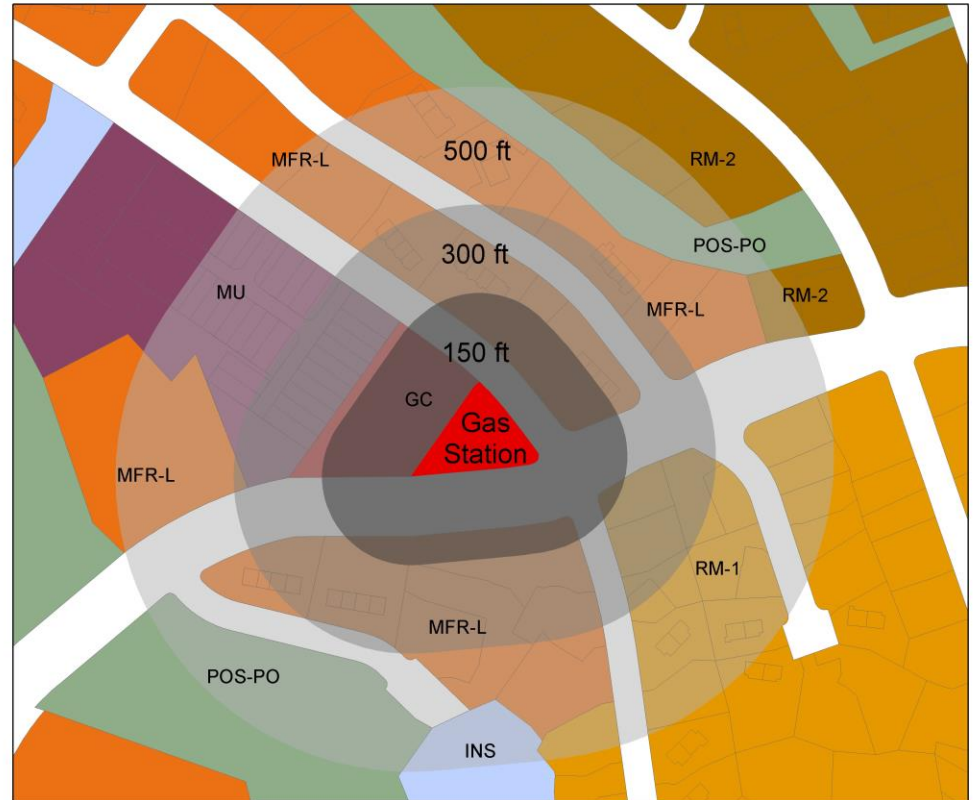 500 ft
MFR-L
RM-2
POS-PO
300 ft
MU
RM-2
MFR-L
150 ft
GC
Gas
Station
MFR-L
RM-1
MFR-L
POS-PO
INS